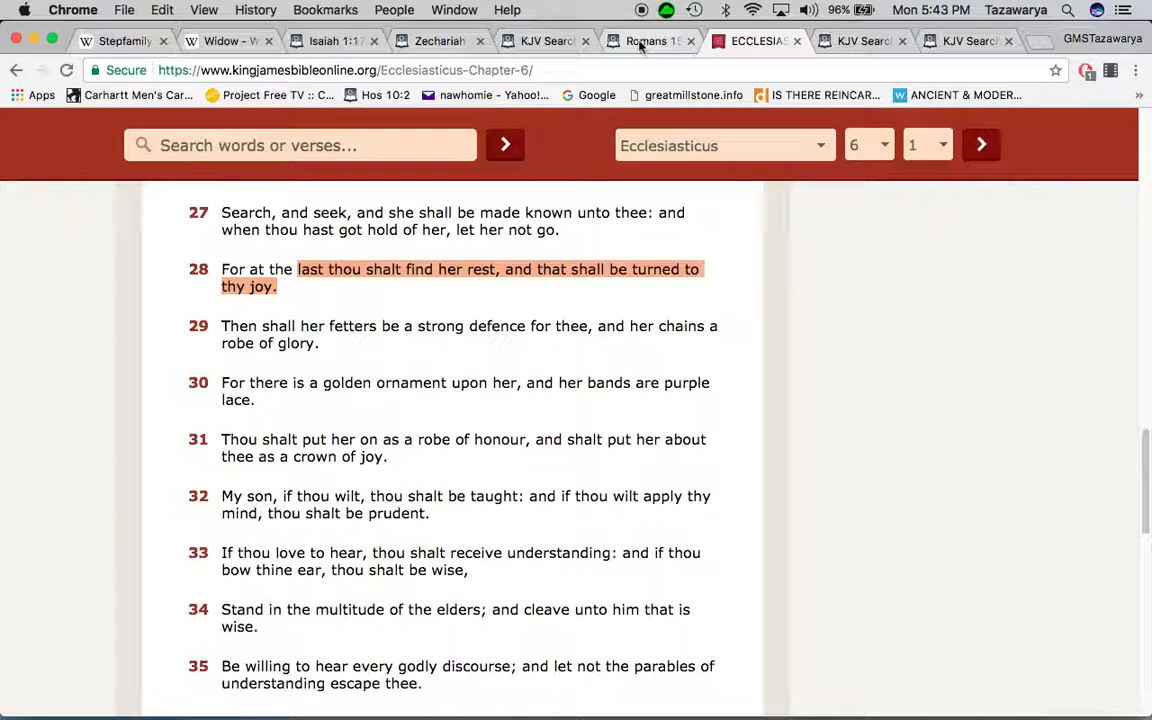 Chrome File Edit View History Bookmarks People Window Help 96% Mon 5:43 PM Tazawarya
Stepfamily Widow - W Isaiah 1:17 Zechariah KJV Searc Romans 15 ECCLESIAS KJV Searc KJV Search GMSTazawarya
Secure https://www.kingjamesbibleonline.org/Ecclesiasticus-Chapter-6/
Apps Carhartt Men's Car... Project Free TV :: C... Hos 10:2 nawhomie - Yahoo!... Google greatmillstone.info IS THERE REINCAR... ANCIENT & MODER... »
Search words or verses... Ecclesiasticus 6 1
27 Search, and seek, and she shall be made known unto thee: and
when thou hast got hold of her, let her not go.
28 For at the last thou shalt find her rest, and that shall be turned to
thy joy.
29 Then shall her fetters be a strong defence for thee, and her chains a
robe of glory.
30 For there is a golden ornament upon her, and her bands are purple
lace.
31 Thou shalt put her on as a robe of honour, and shalt put her about
thee as a crown of joy.
32 My son, if thou wilt, thou shalt be taught: and if thou wilt apply thy
mind, thou shalt be prudent.
33 If thou love to hear, thou shalt receive understanding: and if thou
bow thine ear, thou shalt be wise,
34 Stand in the multitude of the elders; and cleave unto him that is
wise.
35 Be willing to hear every godly discourse; and let not the parables of
understanding escape thee.